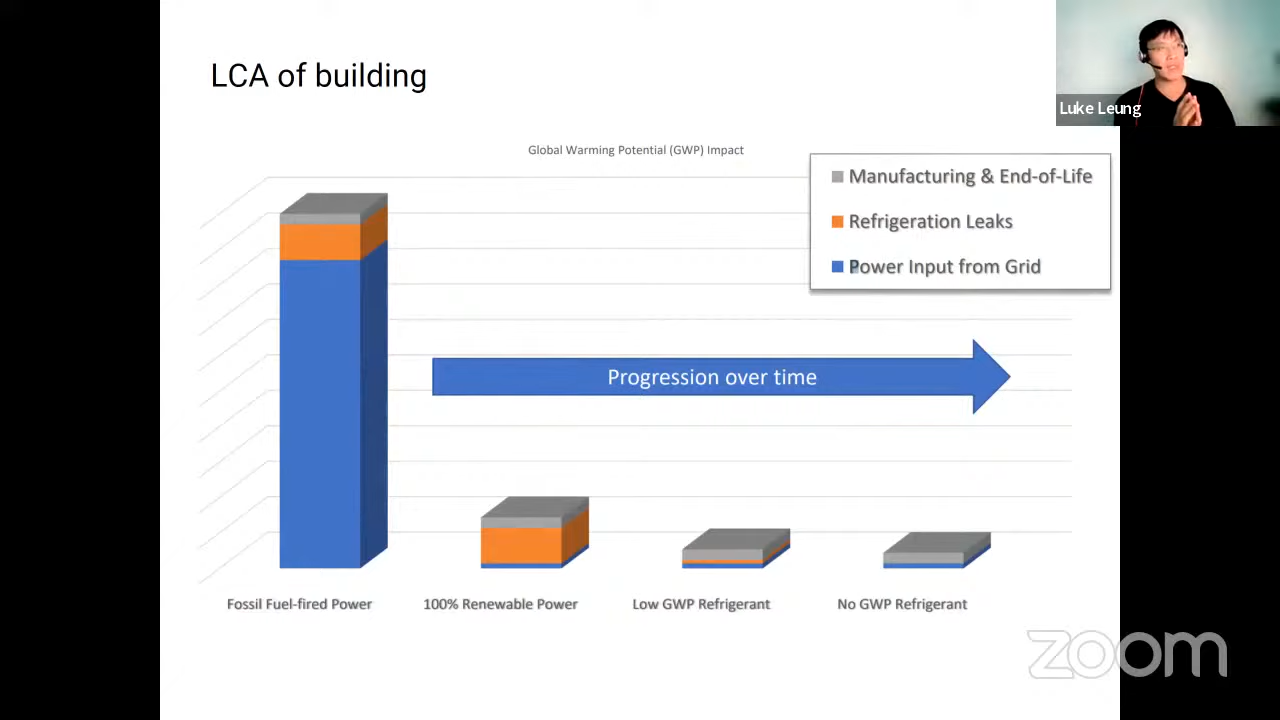 LCA of building
Luke Leung
Global Warming Potential (GWP) Impact
Manufacturing & End-of-Life
Refrigeration Leaks
Power Input from Grid
Progression over time
Fossil Fuel-fired Power
100% Renewable Power
Low GWP Refrigerant
No GWP Refrigerant
zoom